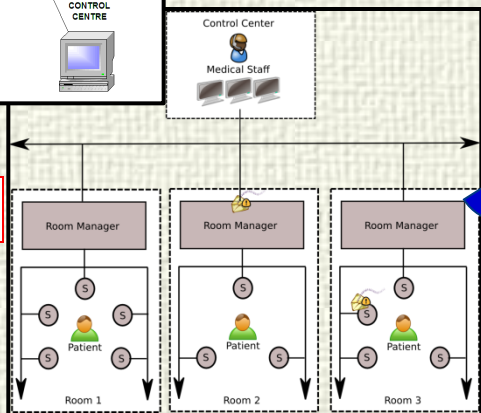 CONTROL
CENTRE
Control Center
Medical Staff
Room Manager
Room Manager
Room Manager
S
S
S
S
S
Patient
S
S
Room 1
S
Patient
S
S
Room 2
S
S
Patient
S
S
Room 3